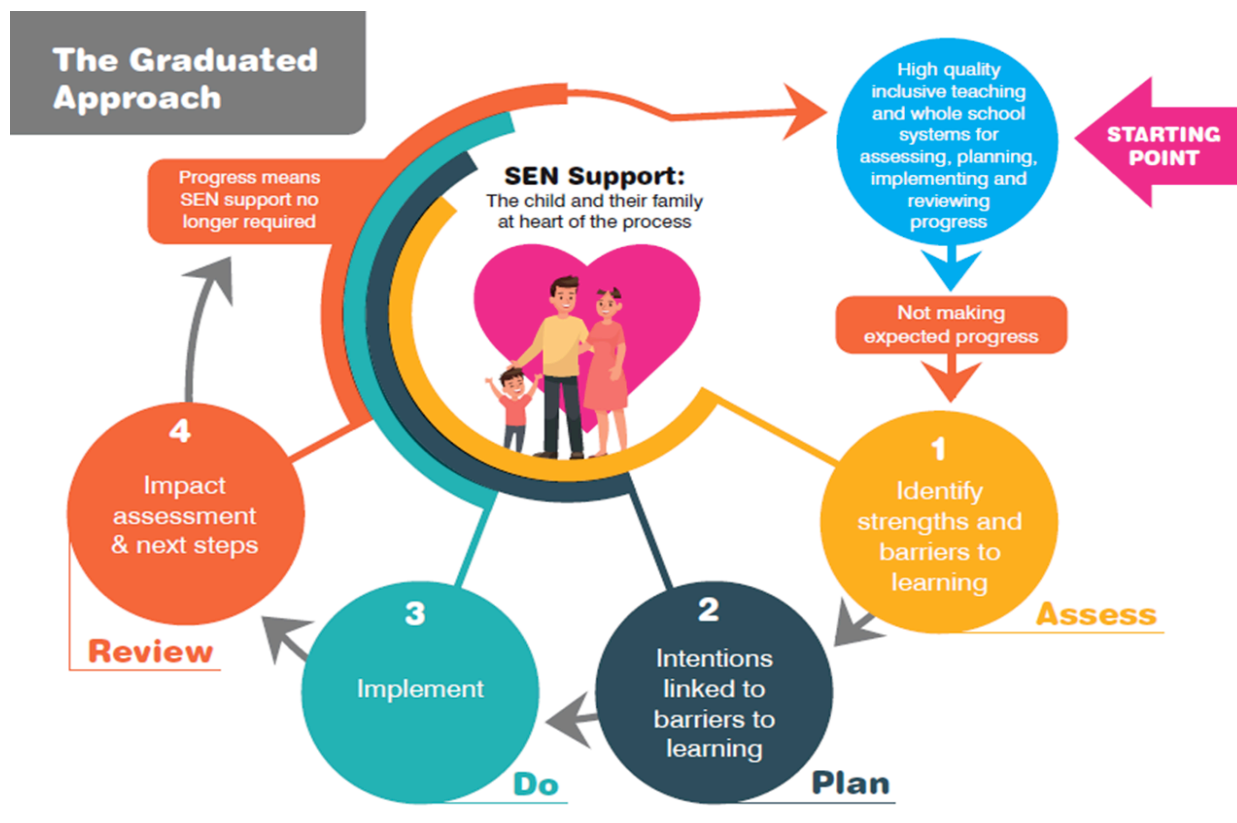 The Graduated
Approach
High quality
inclusive teaching
and whole school
systems for
assessing, planning,
implementing and
reviewing
progress
STARTING
POINT
SEN Support:
The child and their family
at heart of the process
Progress means
SEN support no
longer required
Not making
expected progress
1
Identify
strengths and
barriers to
learning
Assess
2
Intentions
linked to
barriers to
learning
Plan
3
Implement
Do
4
Impact
assessment
& next steps
Review